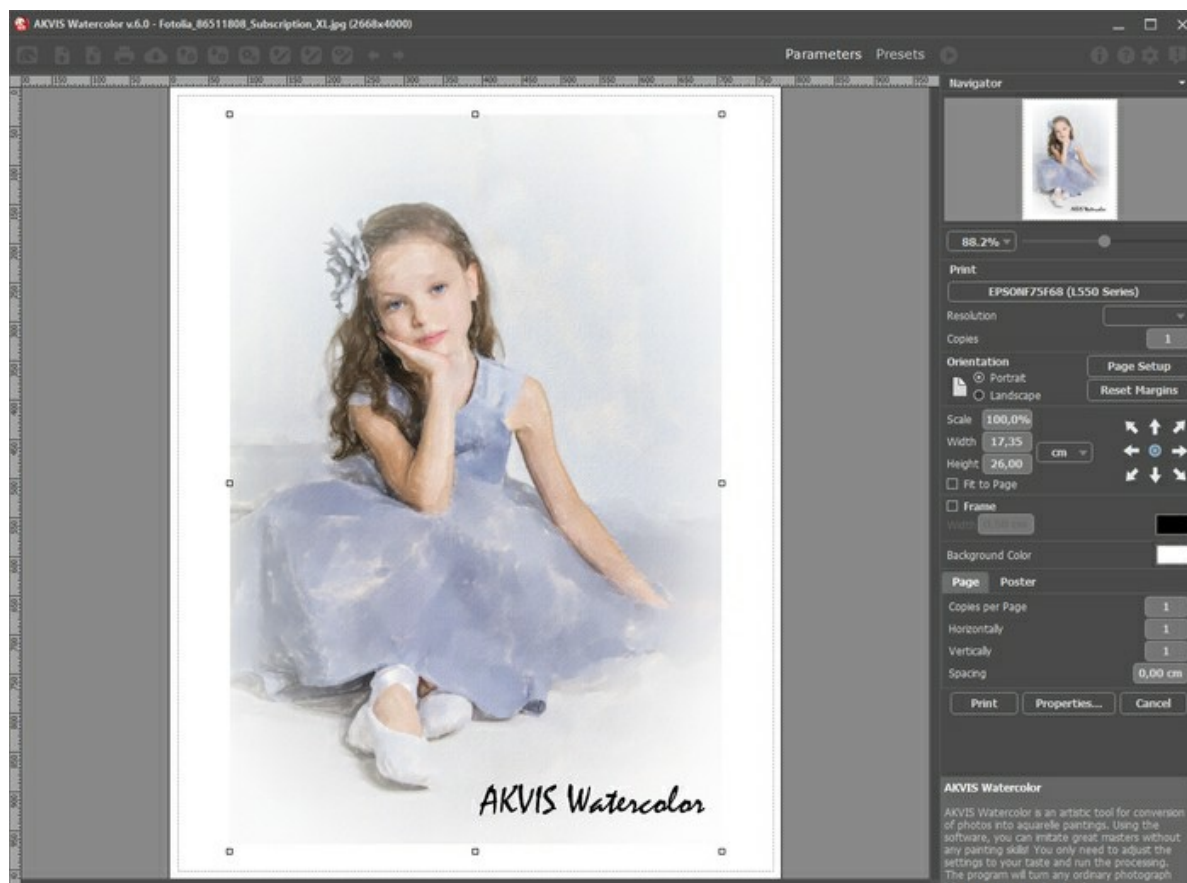 AKVIS Watercolor v.6.0 - Fotolia_86511808_Subscription_XL.jpg (2668x4000)
Parameters Presets
Navigator
88.2%
Print
EPSONF75F68 (L550 Series)
Resolution
Copies 1
Orientation
Portrait
Landscape
Page Setup
Reset Margins
Scale 100,0%
Width 17,35
cm
Height 26,00
Fit to Page
Frame
Width
Background Color
Page Poster
Copies per Page 1
Horizontally 1
Vertically 1
Spacing 0,00 cm
Print Properties... Cancel
AKVIS Watercolor
AKVIS Watercolor
AKVIS Watercolor is an artistic tool for conversion
of photos into aquarelle paintings. Using the
software, you can imitate great masters without
any painting skills! You only need to adjust the
settings to your taste and run the processing.
The program will turn any ordinary photograph